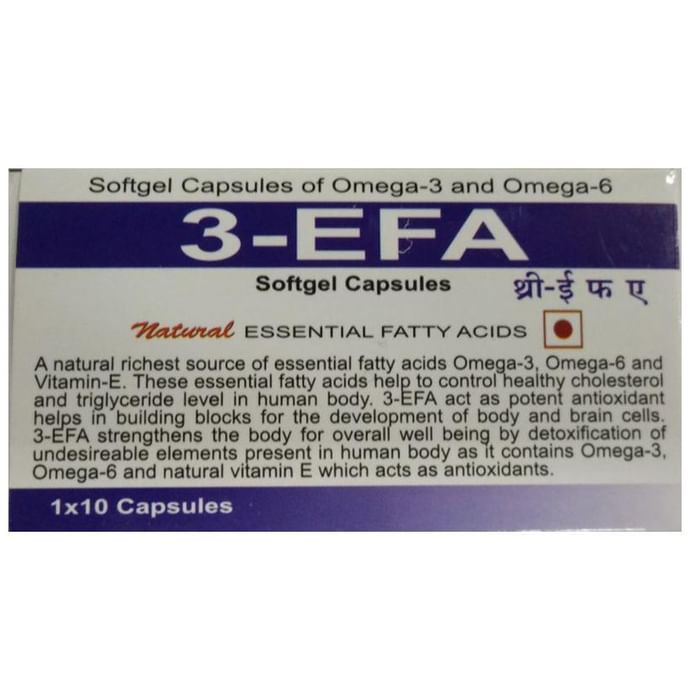 Softgel Capsules of Omega-3 and Omega-6
3-EFA
Softgel Capsules
थ्री-ई फ ए
Natural ESSENTIAL FATTY ACIDS
A natural richest source of essential fatty acids Omega-3, Omega-6 and
Vitamin-E. These essential fatty acids help to control healthy cholesterol
and triglyceride level in human body. 3-EFA act as potent antioxidant
helps in building blocks for the development of body and brain cells.
3-EFA strengthens the body for overall well being by detoxification of
undesireable elements present in human body as it contains Omega-3,
Omega-6 and natural vitamin E which acts as antioxidants.
1x10 Capsules